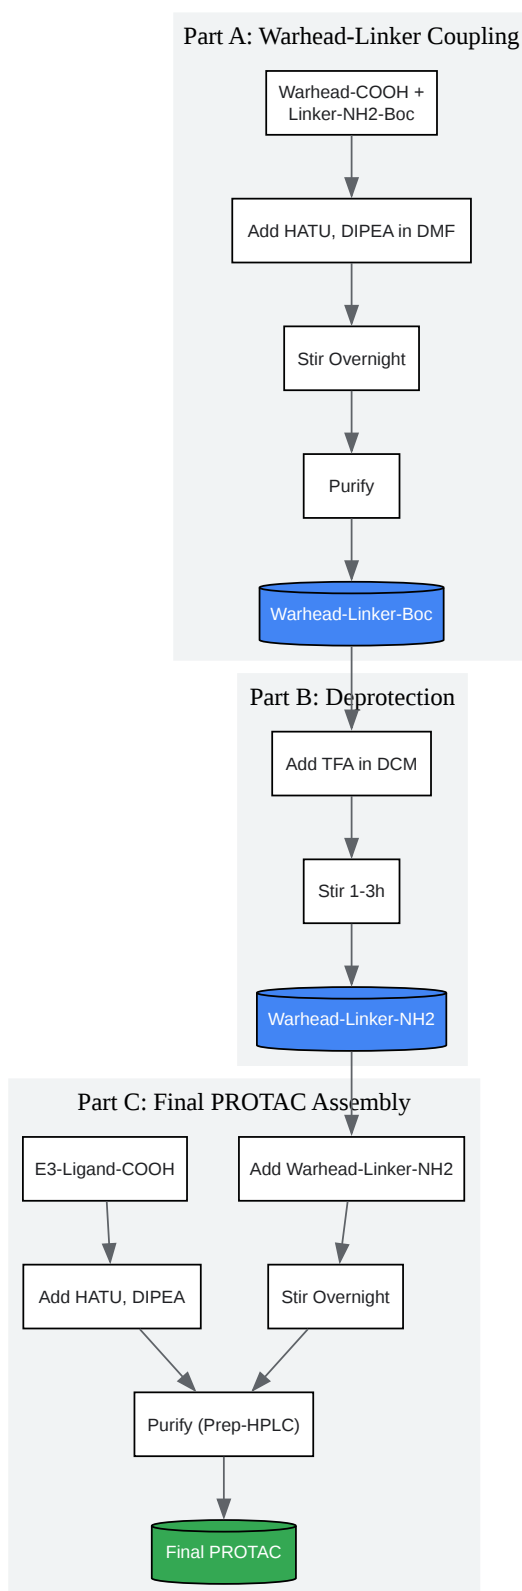 Part A: Warhead-Linker Coupling
Warhead-COOH +
Linker-NH2-Boc
Add HATU, DIPEA in DMF
Stir Overnight
Purify
Warhead-Linker-Boc
Part B: Deprotection
Add TFA in DCM
Stir 1-3h
Warhead-Linker-NH2
Part C: Final PROTAC Assembly
E3-Ligand-COOH
Add Warhead-Linker-NH2
Add HATU, DIPEA
Stir Overnight
Purify (Prep-HPLC)
Final PROTAC